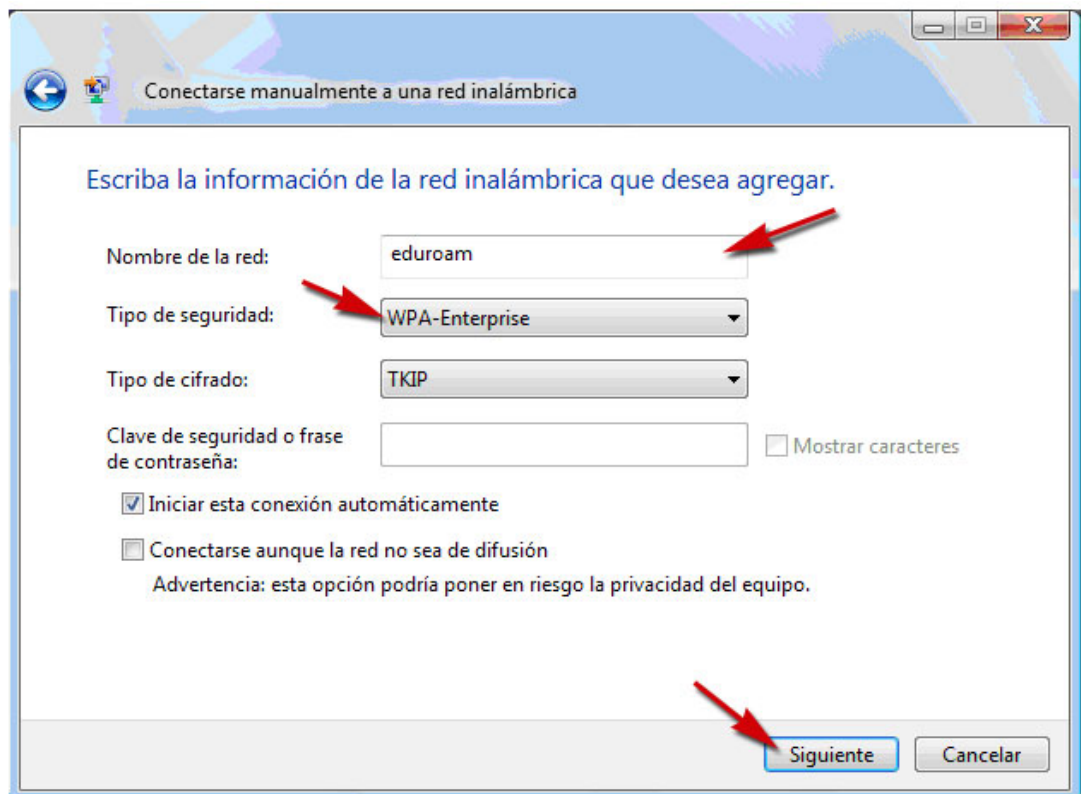 Conectarse manualmente a una red inalámbrica
Escriba la información de la red inalámbrica que desea agregar.
Nombre de la red: eduroam
Tipo de seguridad: WPA-Enterprise
Tipo de cifrado: TKIP
Clave de seguridad o frase
de contraseña: Mostrar caracteres
Iniciar esta conexión automáticamente
Conectarse aunque la red no sea de difusión
Advertencia: esta opción podría poner en riesgo la privacidad del equipo.
Siguiente Cancelar